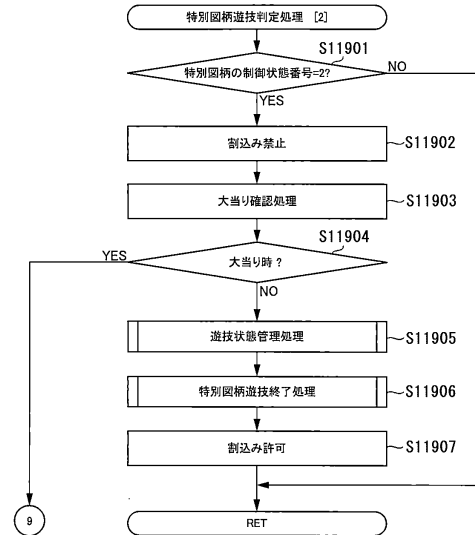 特別図柄遊技判定処理 [2]
S11901
特別図柄の制御状態番号=2?
NO
YES
割込み禁止
S11902
大当り確認処理
S11903
S11904
YES
大当り時？
NO
遊技状態管理処理
S11905
特別図柄遊技終了処理
S11906
割込み許可
S11907
9
RET